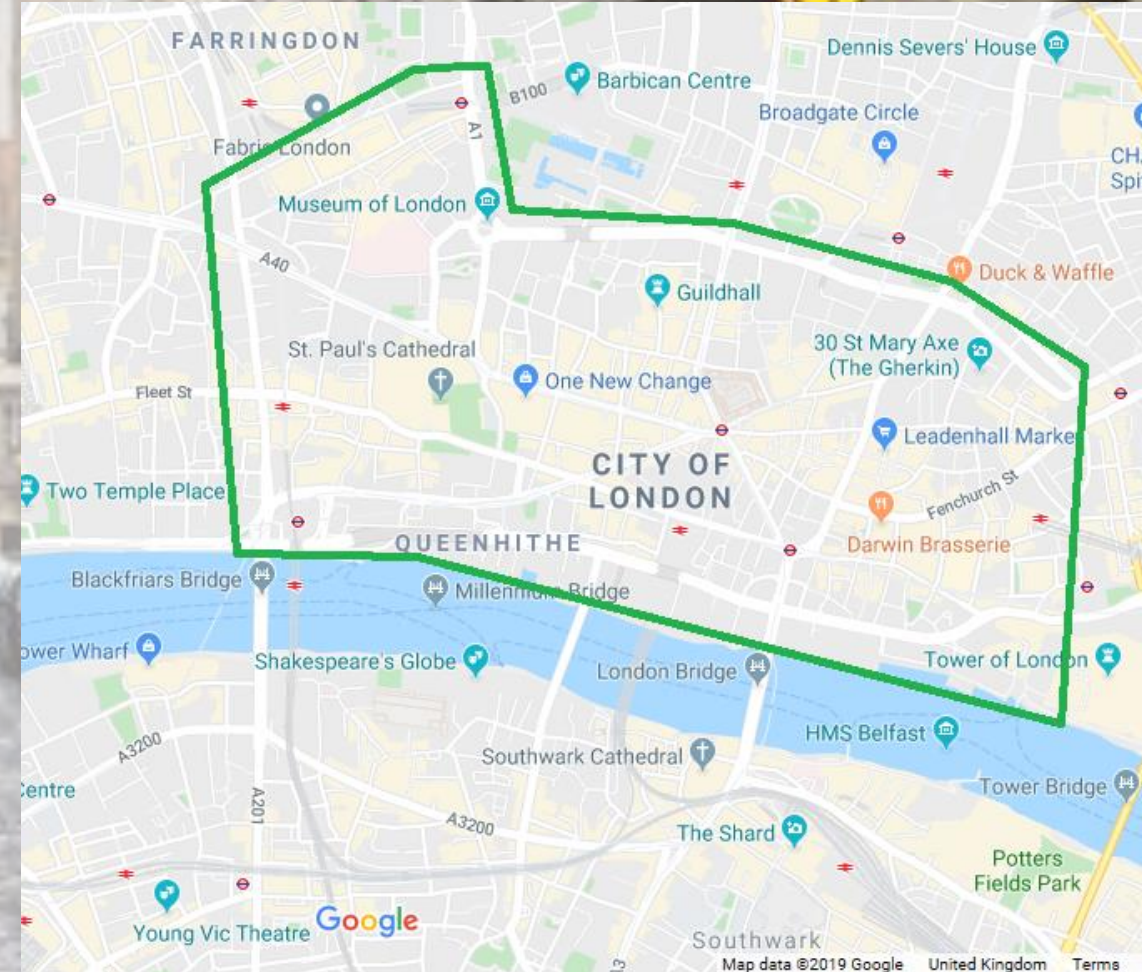 FARRINGDON
Dennis Severs' House
Barbican Centre
B100
Broadgate Circle
A1
Fabric London
CH
Spi
Museum of London
A40
Duck & Waffle
Guildhall
30 St Mary Axe
(The Gherkin)
St. Paul's Cathedral
One New Change
Fleet St
Leadenhall Marke
CITY OF
LONDON
Two Temple Place
Fenchurch St
QUEENHITHE
Darwin Brasserie
Blackfriars Bridge
Millennium Bridge
ower Wharf
Shakespeare's Globe
London Bridge
Tower of London
HMS Belfast
A3200
Southwark Cathedral
Tower Bridge
Centre
A201
A3200
The Shard
Potters
Fields Park
Young Vic Theatre
Google
Southwark
Map data ©2019 Google United Kingdom Terms